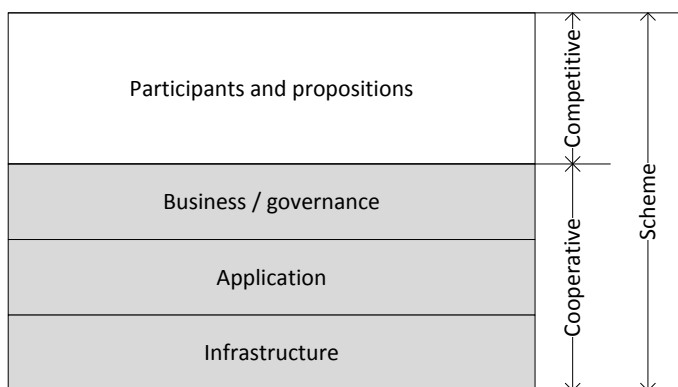 Participants and propositions
Business / governance
Application
Infrastructure
Competitive
Cooperative
Scheme